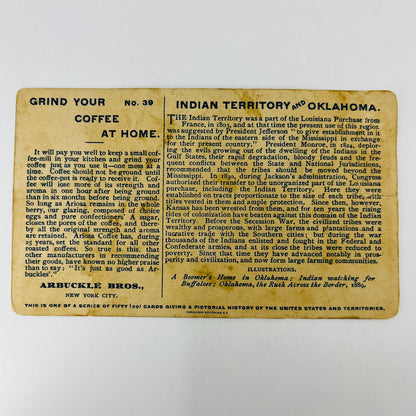 GRIND YOUR No. 39
COFFEE
AT HOME.
It will pay you well to keep a small cof-
fee-mill in your kitchen and grind your
coffee just as you use it—one mess at a
time. Coffee should not be ground until
the coffee-pot is ready to receive it. Cof-
fee will lose more of its strength and
aroma in one hour after being ground than
in six months before being ground.
So long as Ariosa remains in the whole
berry, our glazing, composed of choice
eggs and pure confectioners' A sugar,
closes the pores of the coffee, and there-
by all the original strength and aroma
are retained. Ariosa Coffee has, during
25 years, set the standard for all other
roasted coffees. So true is this, that
other manufacturers in recommending
their goods, have known no higher praise
than to say: "It's just as good as Ar-
buckles'."
ARBUCKLE BROS.,
NEW YORK CITY.
INDIAN TERRITORY AND OKLAHOMA.
THE Indian Territory was a part of the Louisiana Purchase from
France, in 1803, and at that time the present use of this region
was suggested by President Jefferson "to give establishment in it
to the Indians of the eastern side of the Mississippi in exchange
for their present country." President Monroe, in 1824, deplor-
ing the evils growing out of the dwelling of the Indians in the
Gulf States, their rapid degradation, bloody feuds and the fre-
quent conflicts between the State and National Jurisdictions,
recommended that the tribes should be moved beyond the
Mississippi. In 1830, during Jackson's administration, Congress
authorised their transfer to the unorganized part of the Louisiana
purchase, including the Indian Territory. Here they were
established in tracts corresponding to the size of each tribe, with
titles vested in them and ample protection. Since then, however,
Kansas has been wrested from them, and for ten years the rising
tides of colonization have beaten against this domain of the Indian
Territory. Before the Secession War, the civilized tribes were
wealthy and prosperous, with large farms and plantations and a
lucrative trade with the Southern cities; but during the war
thousands of the Indians enlisted and fought in the Federal and
Confederate armies, and at its close the tribes were reduced to
poverty. Since that time they have advanced notably in pros-
perity and civilization, and now form large farming communities.
ILLUSTRATIONS.
A Boomer's Home in Oklahoma; Indian watching for
Buffaloes; Oklahoma, the Rush Across the Border, 1889.
THIS IS ONE OF A SERIES OF FIFTY (50) CARDS GIVING A PICTORIAL HISTORY OF THE UNITED STATES AND TERRITORIES.